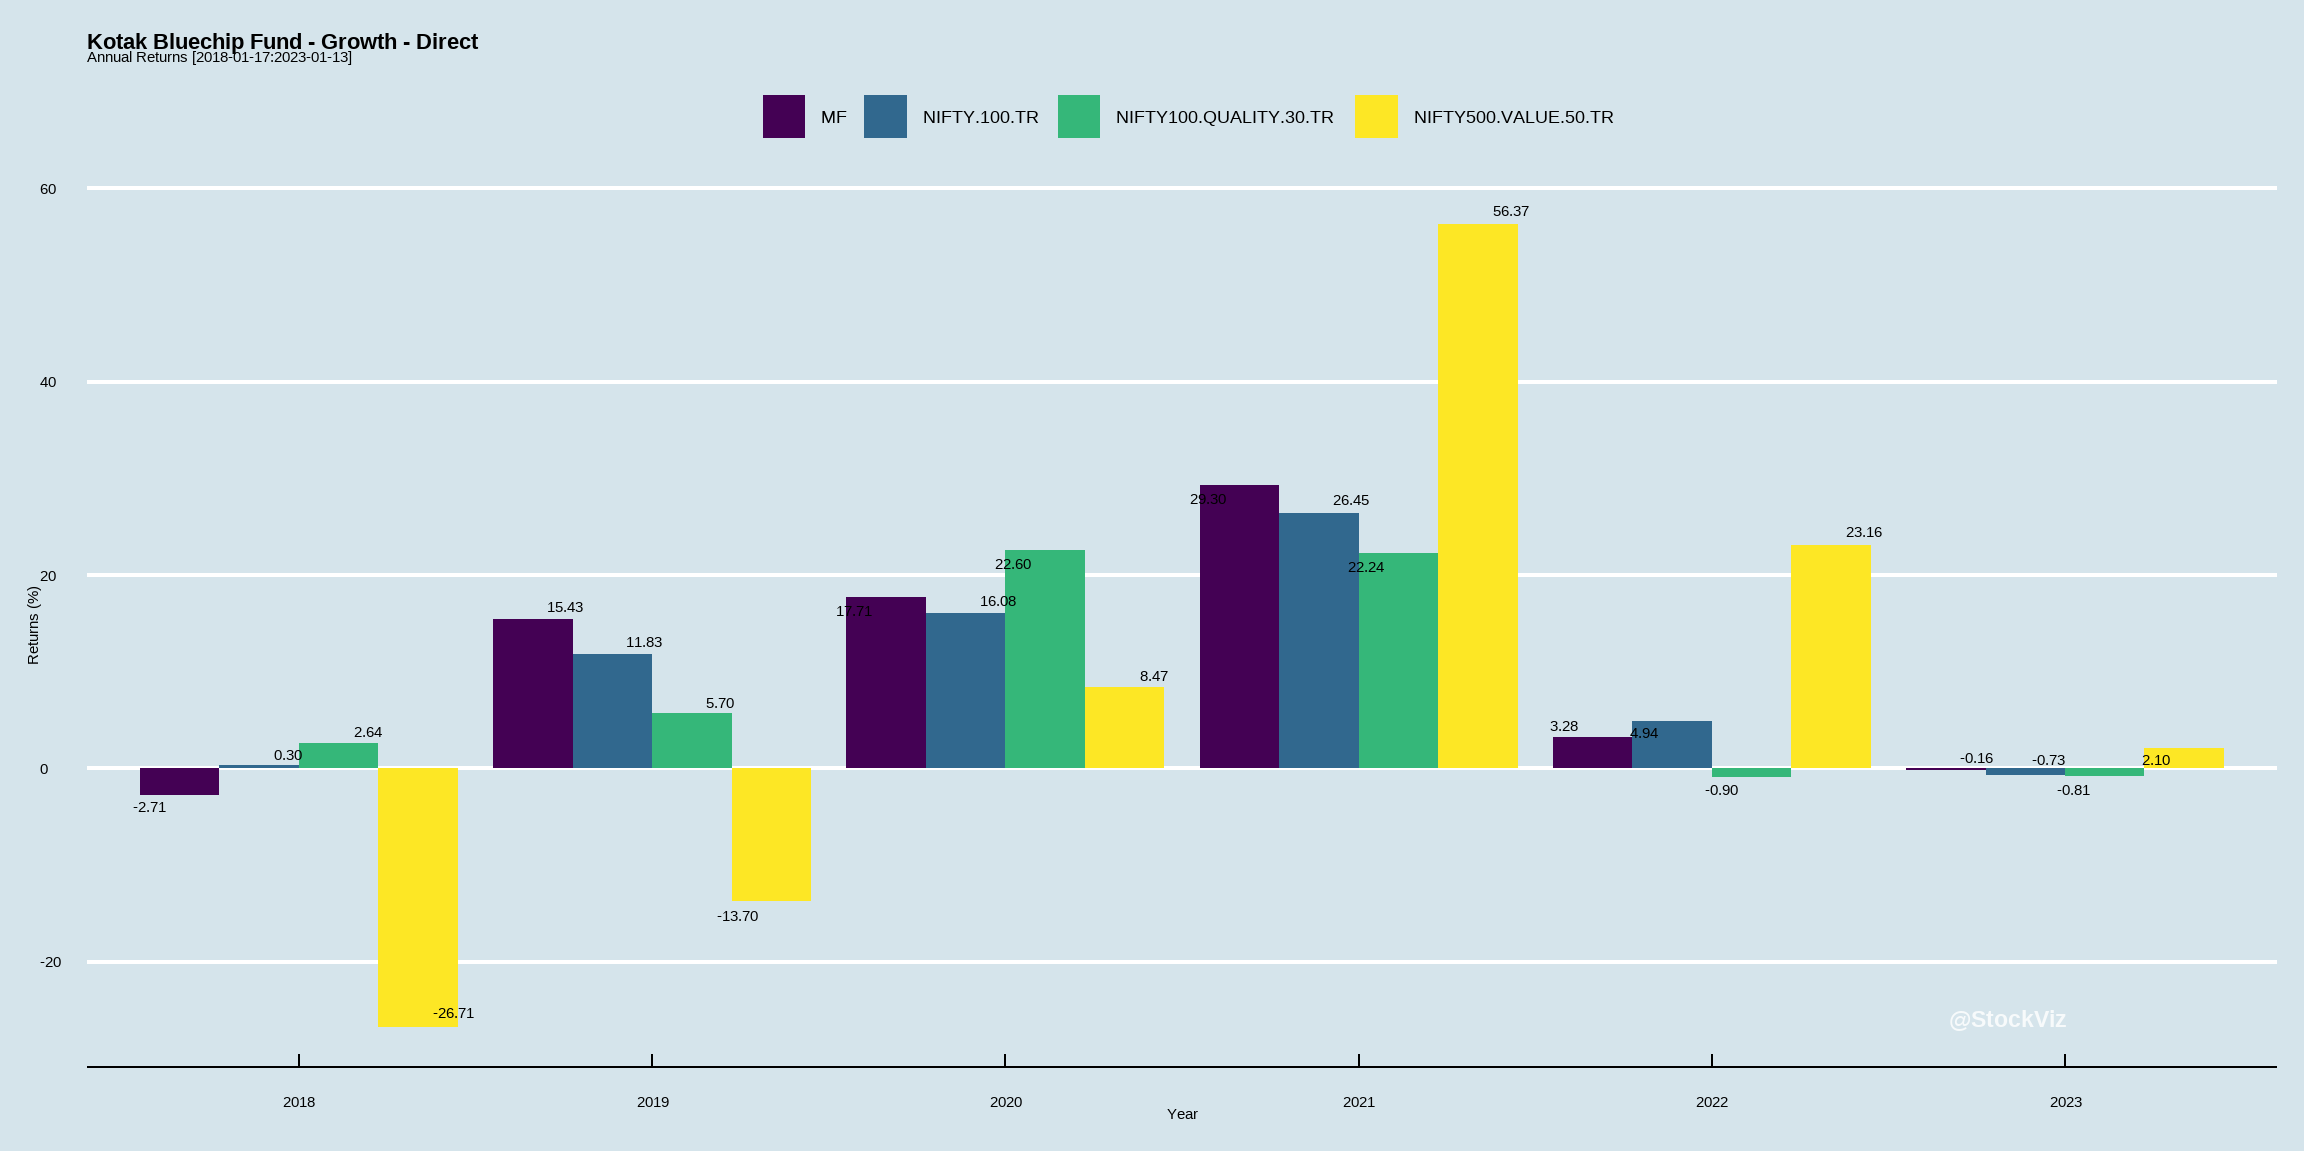 Kotak Bluechip Fund - Growth - Direct
Annual Returns [2018-01-17:2023-01-13]
MF NIFTY.100.TR NIFTY100.QUALITY.30.TR NIFTY500.VALUE.50.TR
60
56.37
40
29.30 26.45
23.16
22.60 22.24
20
15.43 17.71 16.08
11.83
8.47
5.70
2.64 3.28 4.94
0.30 -0.16 -0.73 2.10
0
-2.71 -0.90 -0.81
-13.70
-20
-26.71
Returns (%)
@StockViz
2018 2019 2020 2021 2022 2023
Year